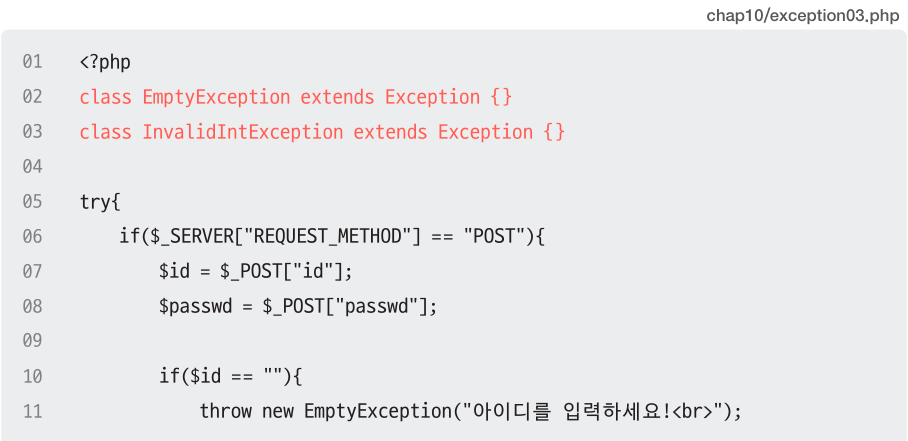 chap10/exception03.php
01 <?php
02 class EmptyException extends Exception {}
03 class InvalidIntException extends Exception {}
04
05 try{
06     if($_SERVER["REQUEST_METHOD"] == "POST"){
07         $id = $_POST["id"];
08         $passwd = $_POST["passwd"];
09
10         if($id == ""){
11             throw new EmptyException("아이디를 입력하세요!<br>");